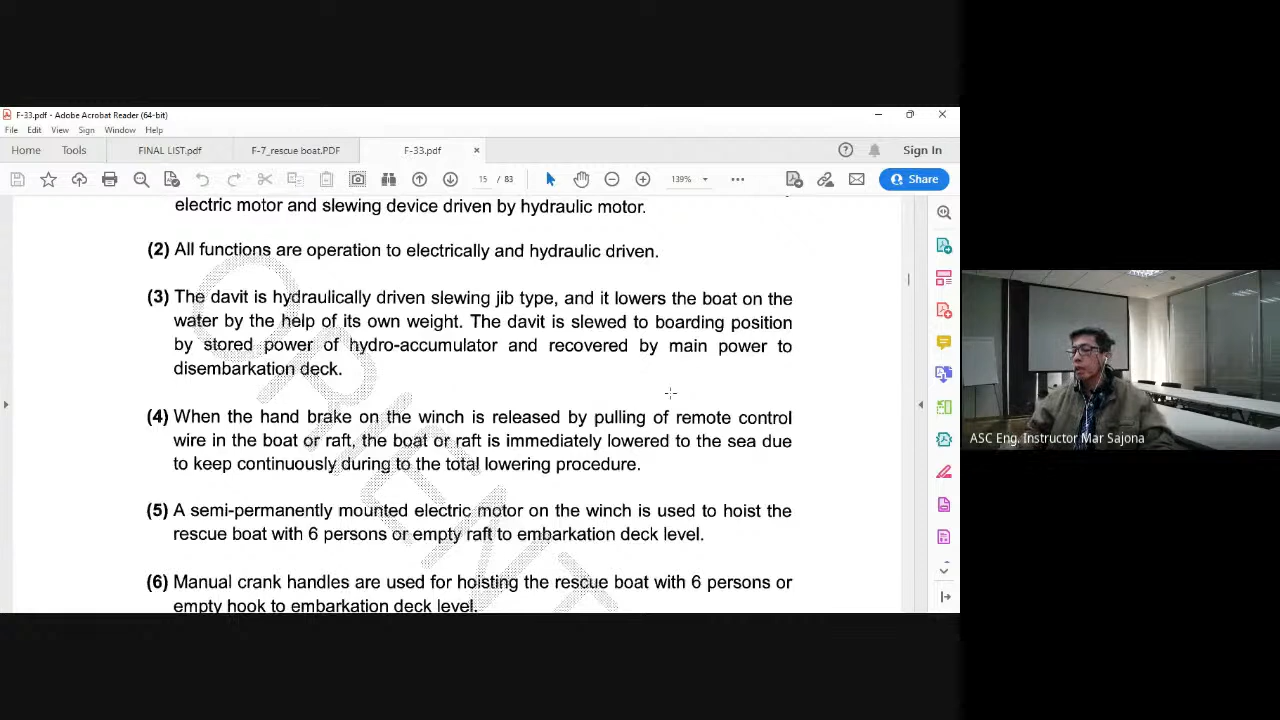 F-33.pdf - Adobe Acrobat Reader (64-bit)
File Edit View Sign Window Help
Home Tools FINAL LIST.pdf F-7_rescue boat.PDF F-33.pdf × Sign In
15 / 83 139% Share
electric motor and slewing device driven by hydraulic motor.
(2) All functions are operation to electrically and hydraulic driven.
(3) The davit is hydraulically driven slewing jib type, and it lowers the boat on the
water by the help of its own weight. The davit is slewed to boarding position
by stored power of hydro-accumulator and recovered by main power to
disembarkation deck.
(4) When the hand brake on the winch is released by pulling of remote control
wire in the boat or raft, the boat or raft is immediately lowered to the sea due
to keep continuously during to the total lowering procedure.
(5) A semi-permanently mounted electric motor on the winch is used to hoist the
rescue boat with 6 persons or empty raft to embarkation deck level.
(6) Manual crank handles are used for hoisting the rescue boat with 6 persons or
empty hook to embarkation deck level.
ASC Eng. Instructor Mar Sajona